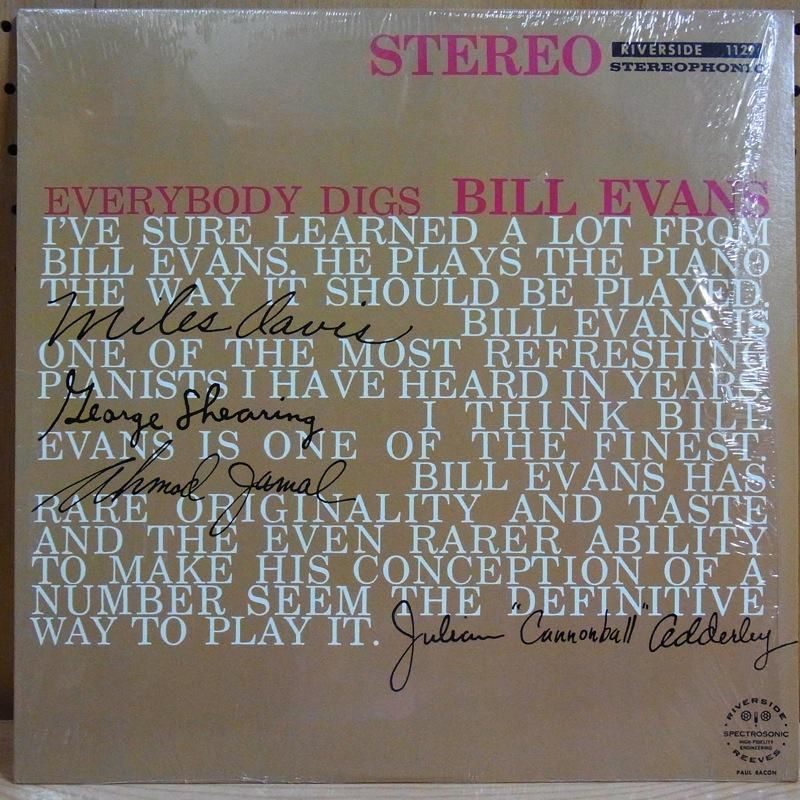 STEREO RIVERSIDE 1129
STEREOPHONIC
EVERYBODY DIGS BILL EVANS
I'VE SURE LEARNED A LOT FROM
BILL EVANS. HE PLAYS THE PIANO
THE WAY IT SHOULD BE PLAYED.
Miles Davis BILL EVANS IS
ONE OF THE MOST REFRESHING
PIANISTS I HAVE HEARD IN YEARS.
George Shearing I THINK BILL
EVANS IS ONE OF THE FINEST.
Ahmad Jamal BILL EVANS HAS
RARE ORIGINALITY AND TASTE
AND THE EVEN RARER ABILITY
TO MAKE HIS CONCEPTION OF A
NUMBER SEEM THE DEFINITIVE
WAY TO PLAY IT. Julian "Cannonball" Adderley
RIVERSIDE
SPECTROSONIC
HIGH-FIDELITY
ENGINEERING
REEVES
PAUL BACON